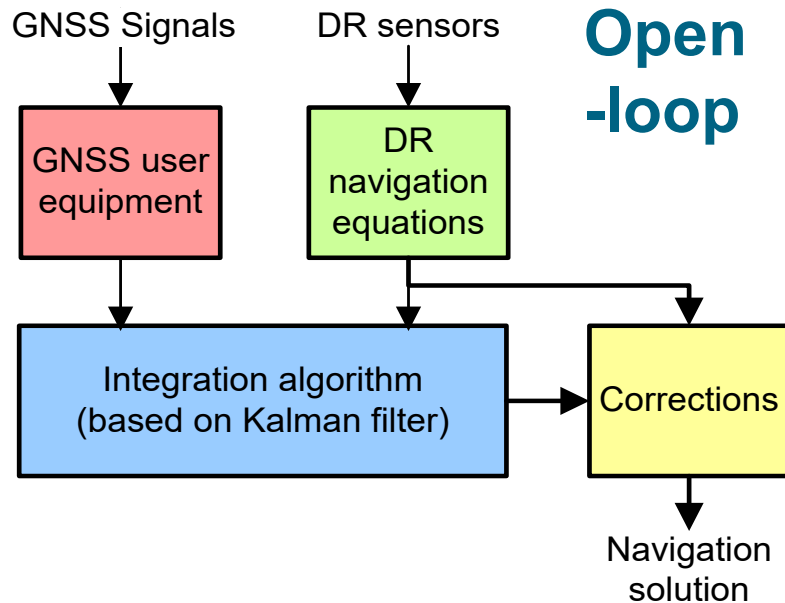 GNSS Signals
DR sensors
Open
-loop
GNSS user
equipment
DR
navigation
equations
Integration algorithm
(based on Kalman filter)
Corrections
Navigation
solution